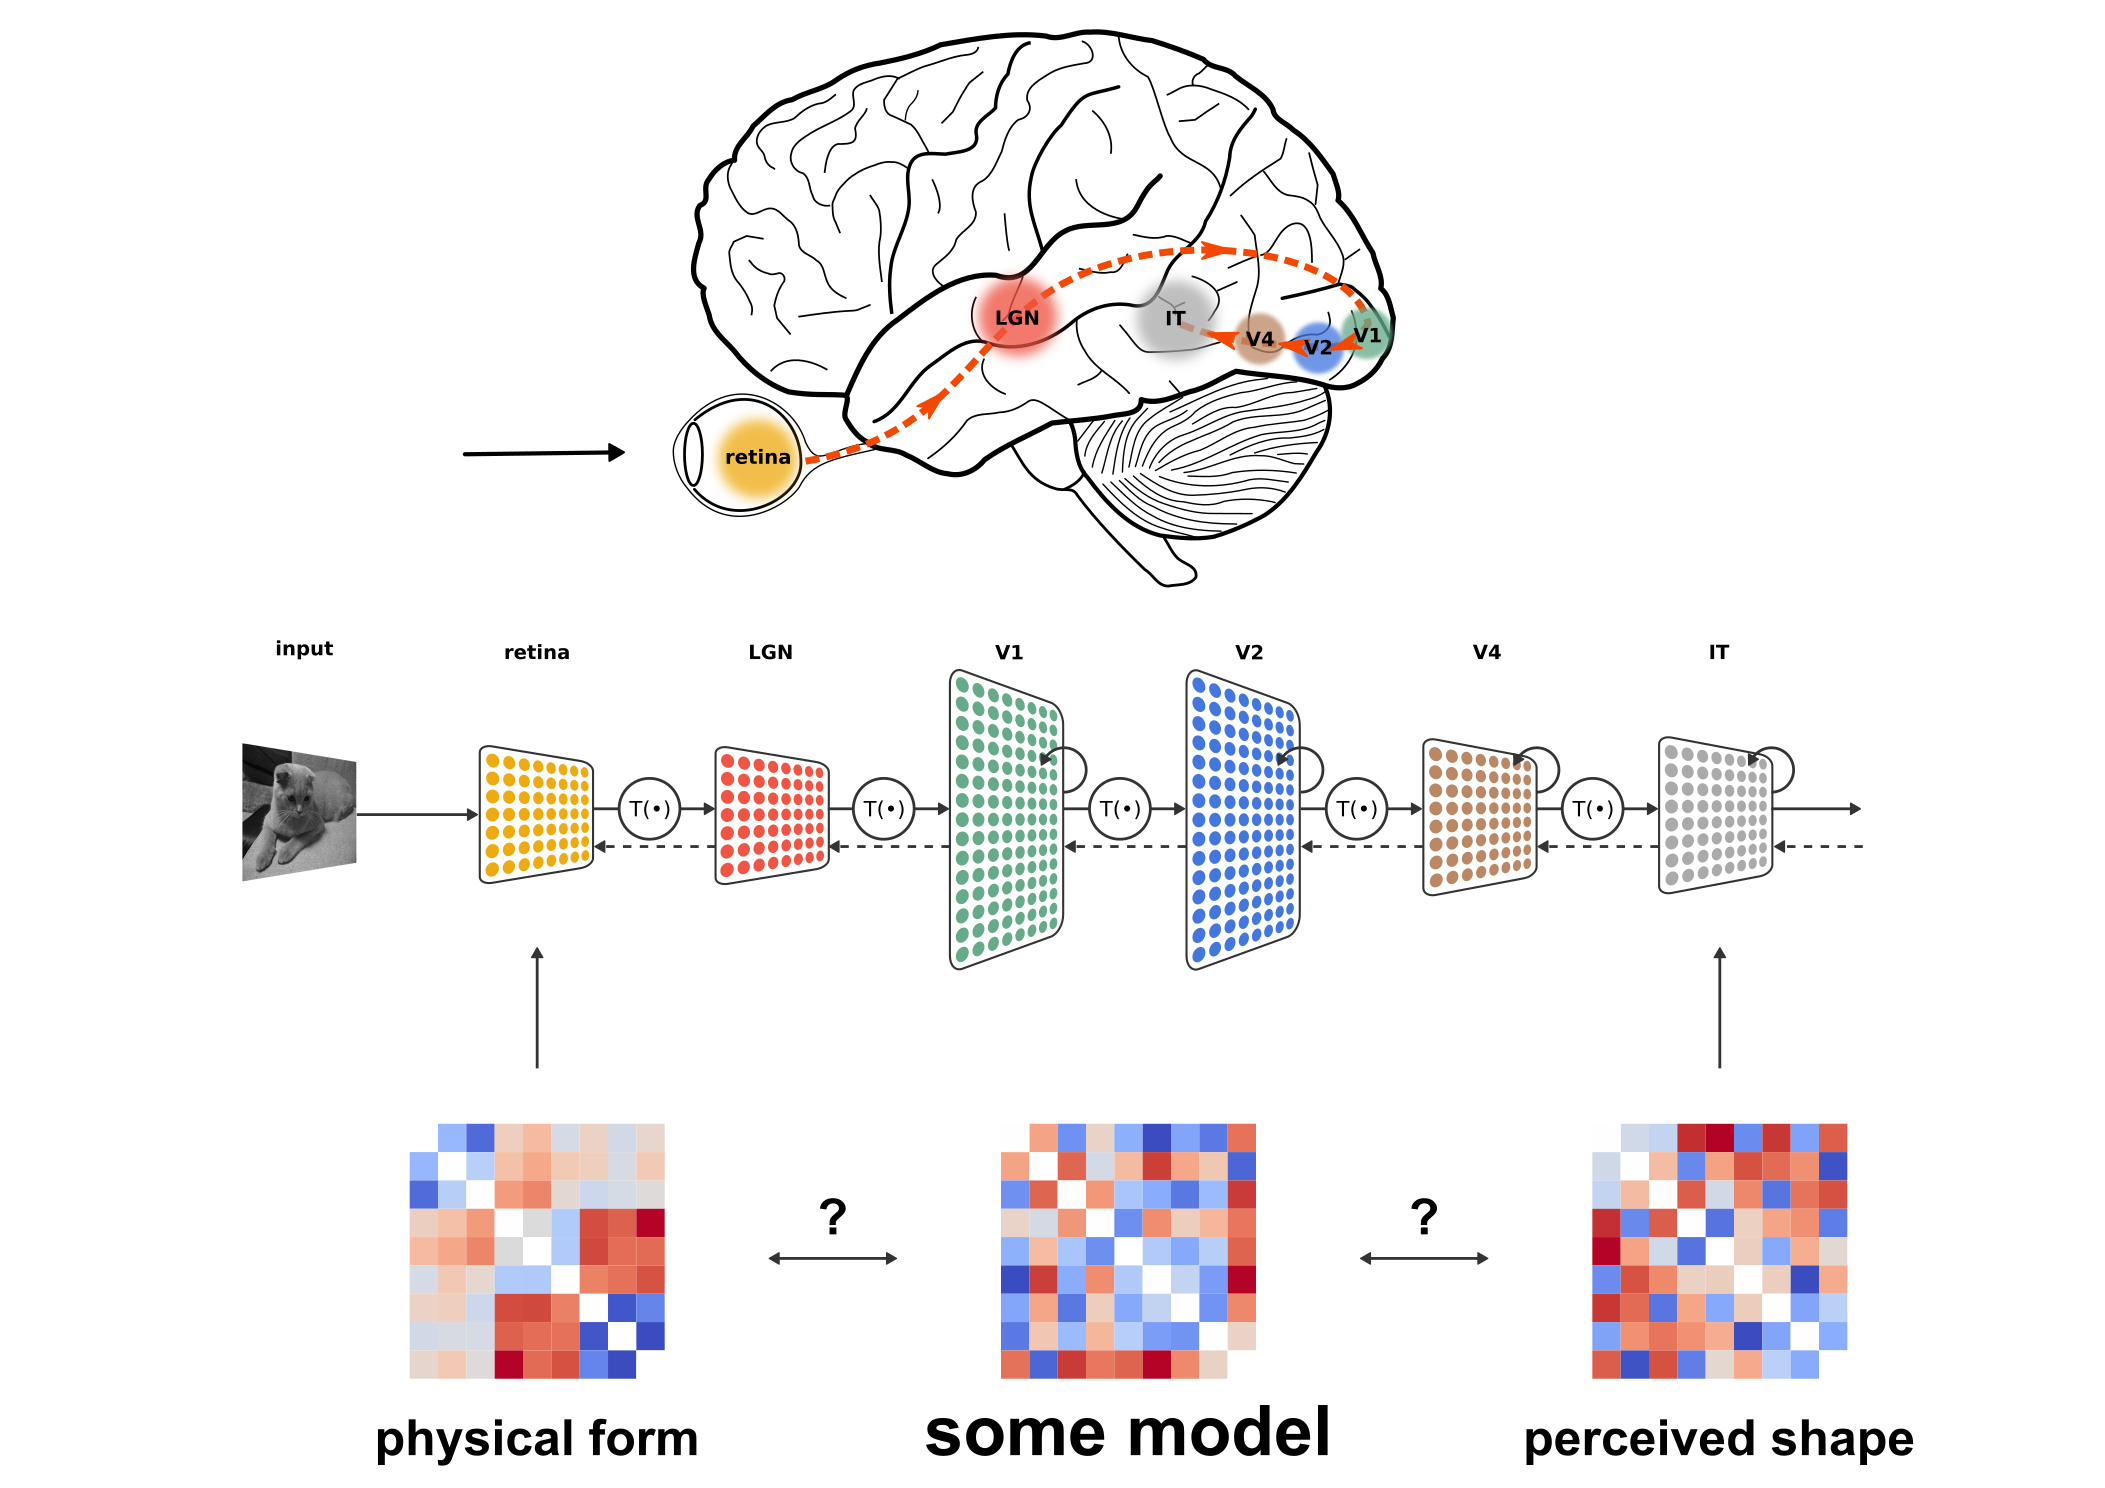 LGN
IT
V4
V2
V1
retina
input
retina
LGN
V1
V2
V4
IT
T(•)
T(•)
T(•)
T(•)
T(•)
?
?
physical form
some model
perceived shape